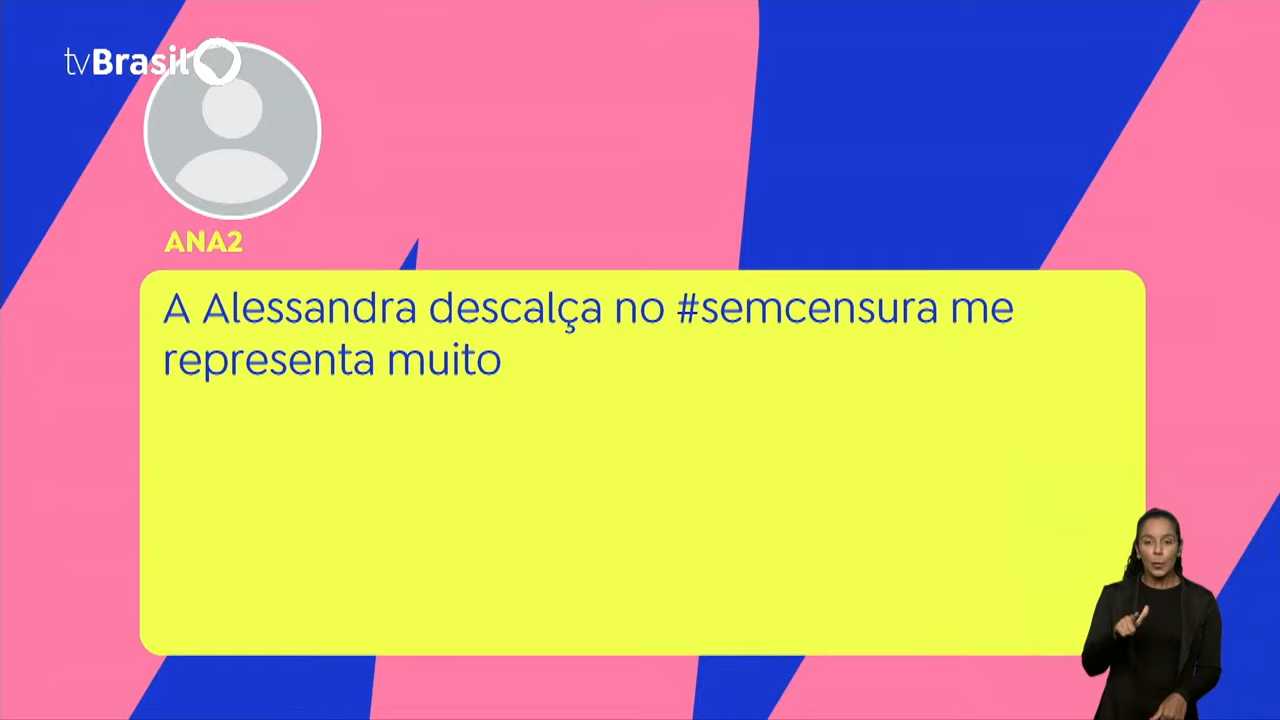 tvBrasil
ANA2
A Alessandra descalça no #semcensura me
representa muito